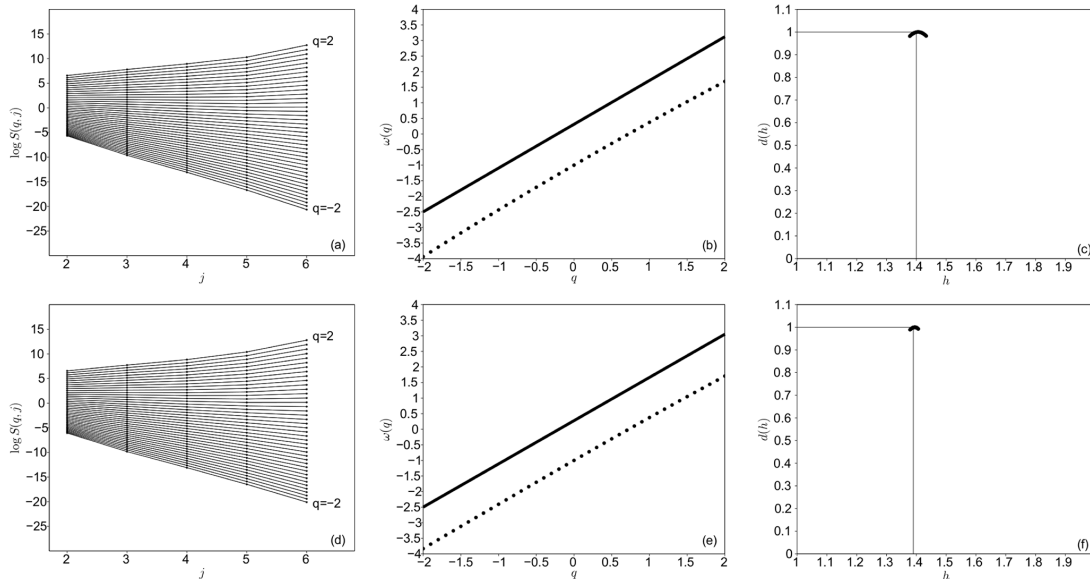 15
10
5
0
−5
−10
−15
−20
−25
log S(q, j)
q=2
q=−2
(a)
2 3 4 5 6
j
4
3.5
3
2.5
2
1.5
1
0.5
0
−0.5
−1
−1.5
−2
−2.5
−3
−3.5
−4
ω(q)
(b)
−2 −1.5 −1 −0.5 0 0.5 1 1.5 2
q
1.1
1
0.9
0.8
0.7
0.6
0.5
0.4
0.3
0.2
0.1
0
d(h)
(c)
1 1.1 1.2 1.3 1.4 1.5 1.6 1.7 1.8 1.9
h
15
10
5
0
−5
−10
−15
−20
−25
log S(q, j)
q=2
q=−2
(d)
2 3 4 5 6
j
4
3.5
3
2.5
2
1.5
1
0.5
0
−0.5
−1
−1.5
−2
−2.5
−3
−3.5
−4
ω(q)
(e)
−2 −1.5 −1 −0.5 0 0.5 1 1.5 2
q
1.1
1
0.9
0.8
0.7
0.6
0.5
0.4
0.3
0.2
0.1
0
d(h)
(f)
1 1.1 1.2 1.3 1.4 1.5 1.6 1.7 1.8 1.9
h